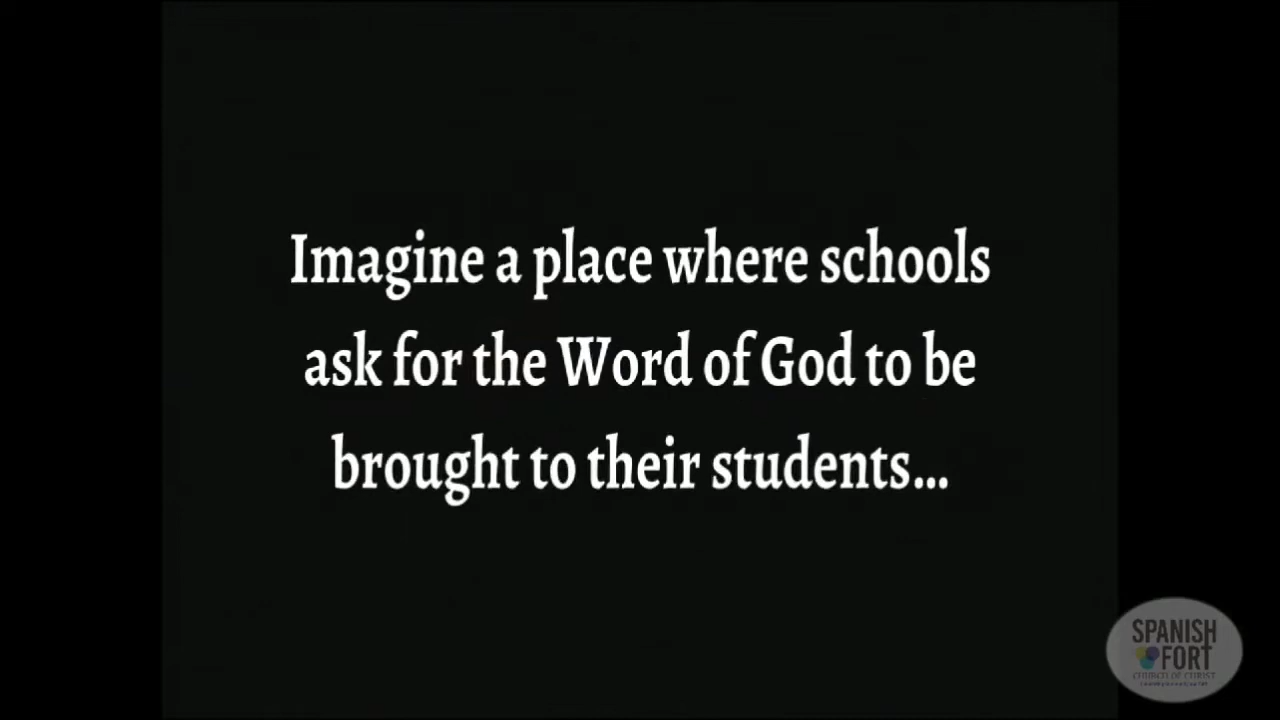 Imagine a place where schools
ask for the Word of God to be
brought to their students...
SPANISH
FORT
CHURCH OF CHRIST